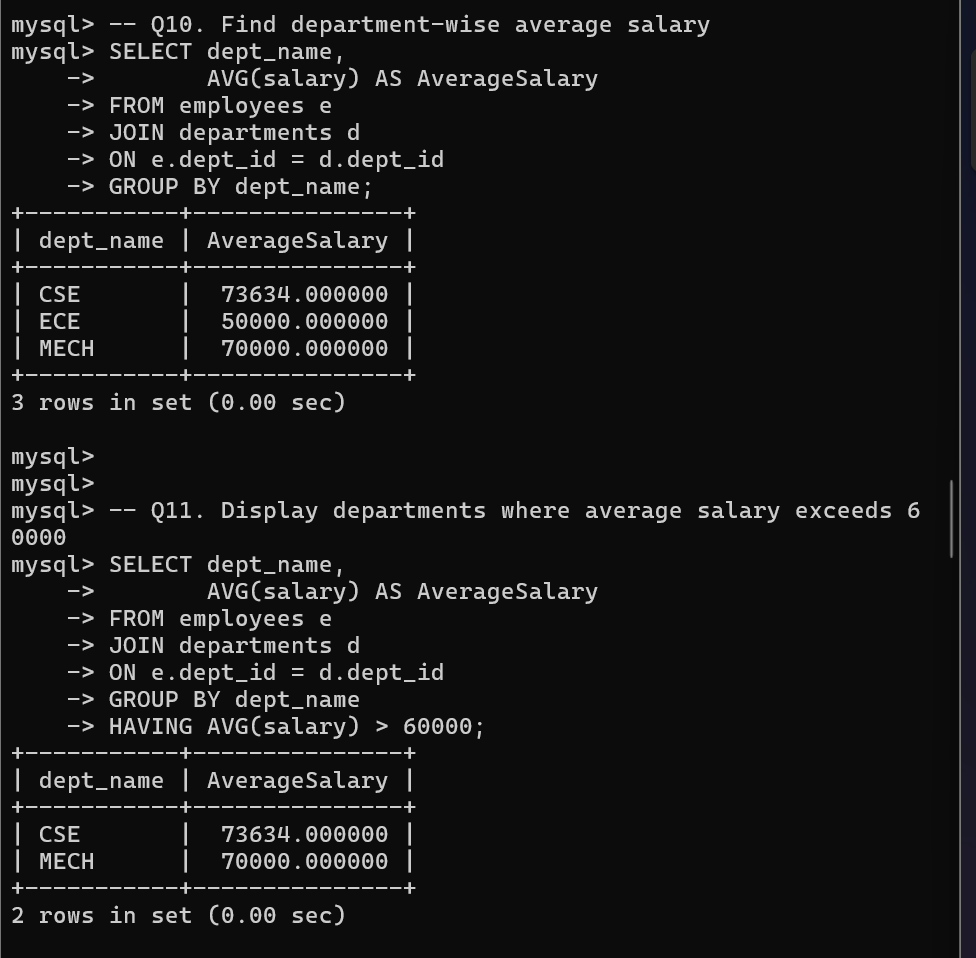 mysql> -- Q10. Find department-wise average salary
mysql> SELECT dept_name,
    ->        AVG(salary) AS AverageSalary
    -> FROM employees e
    -> JOIN departments d
    -> ON e.dept_id = d.dept_id
    -> GROUP BY dept_name;
+-----------+---------------+
| dept_name | AverageSalary |
+-----------+---------------+
| CSE       |  73634.000000 |
| ECE       |  50000.000000 |
| MECH      |  70000.000000 |
+-----------+---------------+
3 rows in set (0.00 sec)

mysql>
mysql>
mysql> -- Q11. Display departments where average salary exceeds 6
0000
mysql> SELECT dept_name,
    ->        AVG(salary) AS AverageSalary
    -> FROM employees e
    -> JOIN departments d
    -> ON e.dept_id = d.dept_id
    -> GROUP BY dept_name
    -> HAVING AVG(salary) > 60000;
+-----------+---------------+
| dept_name | AverageSalary |
+-----------+---------------+
| CSE       |  73634.000000 |
| MECH      |  70000.000000 |
+-----------+---------------+
2 rows in set (0.00 sec)